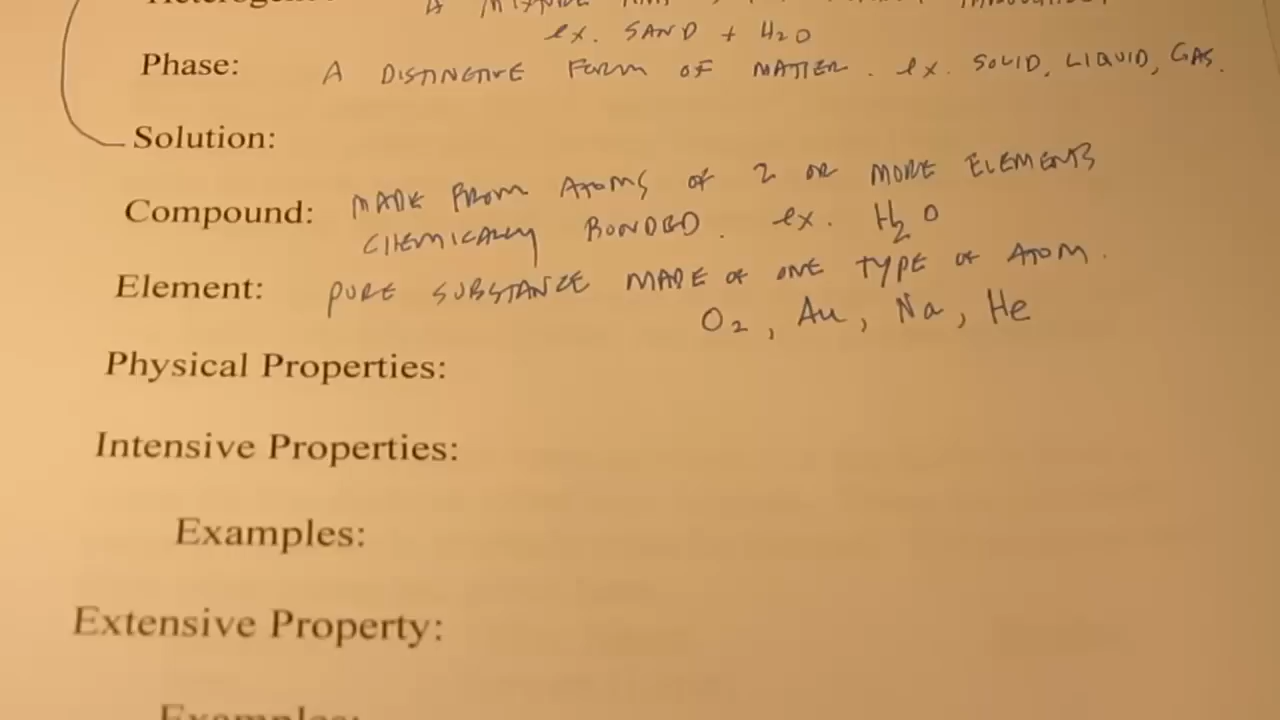 A
ex. SAND + H2O
Phase: A DISTINCTIVE FORM OF MATTER. ex. SOLID, LIQUID, GAS.
Solution:
Compound: MADE FROM ATOMS OF 2 OR MORE ELEMENTS
CHEMICALLY BONDED. ex. H2O
Element: PURE SUBSTANCE MADE OF ONE TYPE OF ATOM.
O2, Au, Na, He
Physical Properties:
Intensive Properties:
Examples:
Extensive Property:
Examples: